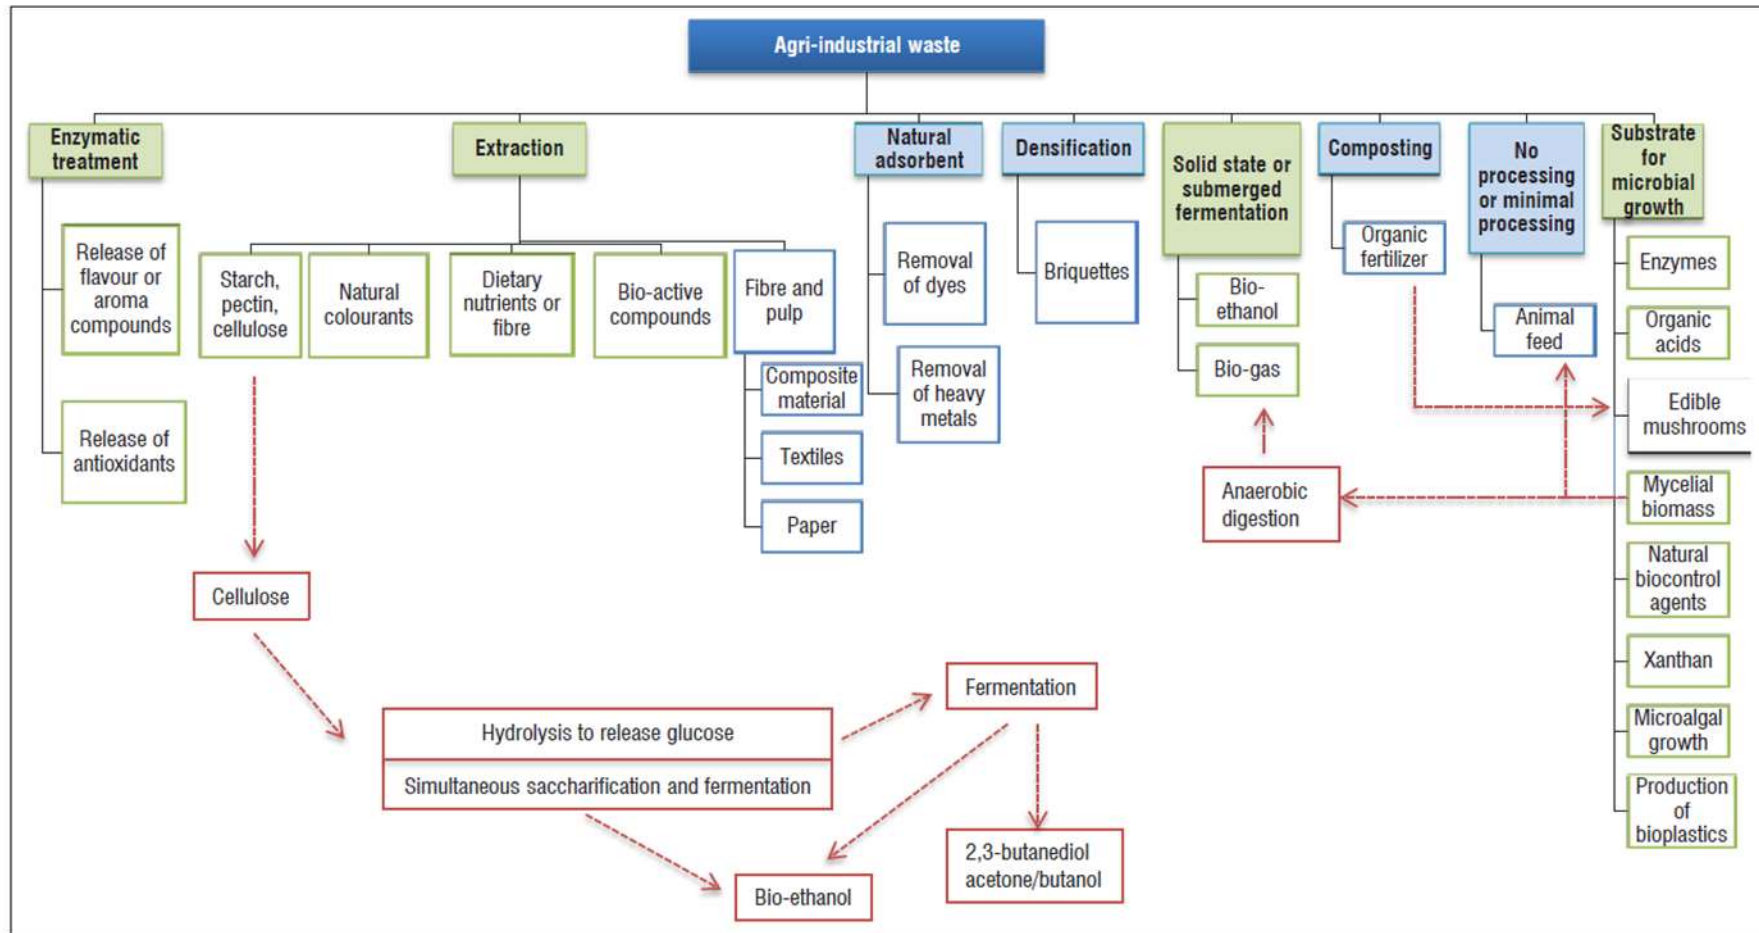 Agri-industrial waste
Enzymatic
treatment
Extraction
Natural
adsorbent
Densification
Solid state or
submerged
fermentation
Composting
No
processing
or minimal
processing
Substrate
for
microbial
growth
Release of
flavour or
aroma
compounds
Release of
antioxidants
Starch,
pectin,
cellulose
Natural
colourants
Dietary
nutrients or
fibre
Bio-active
compounds
Fibre and
pulp
Composite
material
Textiles
Paper
Removal
of dyes
Removal
of heavy
metals
Briquettes
Bio-
ethanol
Bio-gas
Organic
fertilizer
Animal
feed
Enzymes
Organic
acids
Edible
mushrooms
Mycelial
biomass
Natural
biocontrol
agents
Xanthan
Microalgal
growth
Production
of
bioplastics
Anaerobic
digestion
Cellulose
Hydrolysis to release glucose
Simultaneous saccharification and fermentation
Fermentation
2,3-butanediol
acetone/butanol
Bio-ethanol